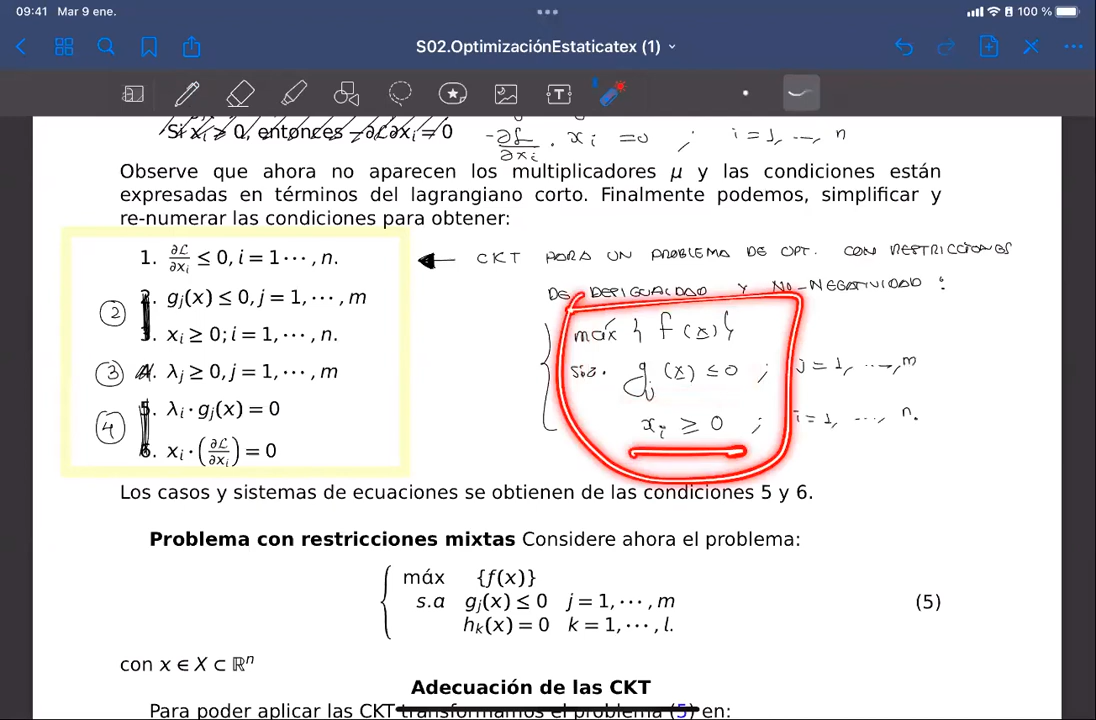 09:41 Mar 9 ene.
100 %
S02.OptimizaciónEstaticatex (1)
Si xᵢ > 0, entonces −∂ℒ∂xᵢ = 0
-∂ℒ/∂xᵢ · xᵢ = 0 ; i = 1, ..., n
Observe que ahora no aparecen los multiplicadores μ y las condiciones están
expresadas en términos del lagrangiano corto. Finalmente podemos, simplificar y
re-numerar las condiciones para obtener:
1. ∂ℒ/∂xᵢ ≤ 0, i = 1 ⋯ , n.
← CKT PARA UN PROBLEMA DE OPT. CON RESTRICCIONES
DE DESIGUALDAD Y NO-NEGATIVIDAD :
② gⱼ(x) ≤ 0, j = 1, ⋯ , m
3. xᵢ ≥ 0; i = 1, ⋯ , n.
③ 4. λⱼ ≥ 0, j = 1, ⋯ , m
④ 5. λᵢ · gⱼ(x) = 0
6. xᵢ · (∂ℒ/∂xᵢ) = 0
máx { f(x) }
s.a. gⱼ(x) ≤ 0 ; j = 1, ..., m
xᵢ ≥ 0 ; i = 1, ..., n.
Los casos y sistemas de ecuaciones se obtienen de las condiciones 5 y 6.
Problema con restricciones mixtas Considere ahora el problema:
máx {f(x)}
s.a gⱼ(x) ≤ 0 j = 1, ⋯ , m
(5)
hₖ(x) = 0 k = 1, ⋯ , l.
con x ∈ X ⊂ ℝⁿ
Adecuación de las CKT
Para poder aplicar las CKT transformamos el problema (5) en: